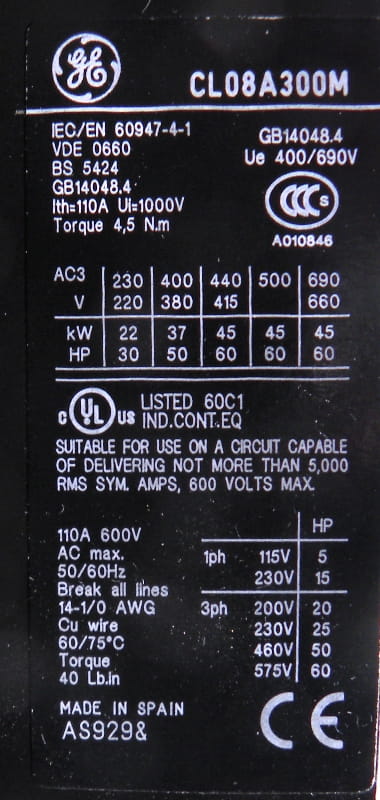 GE
CL08A300M
IEC/EN 60947-4-1
VDE 0660
BS 5424
GB14048.4
Ith=110A Ui=1000V
Torque 4,5 N.m
GB14048.4
Ue 400/690V
CCC S
A010846
AC3 230 400 440 500 690
V 220 380 415 660
kW 22 37 45 45 45
HP 30 50 60 60 60
c UL us LISTED 60C1
IND.CONT.EQ
SUITABLE FOR USE ON A CIRCUIT CAPABLE
OF DELIVERING NOT MORE THAN 5,000
RMS SYM. AMPS, 600 VOLTS MAX.
110A 600V
AC max.
50/60Hz
Break all lines
14-1/0 AWG
Cu wire
60/75°C
Torque
40 Lb.in
HP
1ph 115V 5
230V 15
3ph 200V 20
230V 25
460V 50
575V 60
MADE IN SPAIN
AS929&
CE